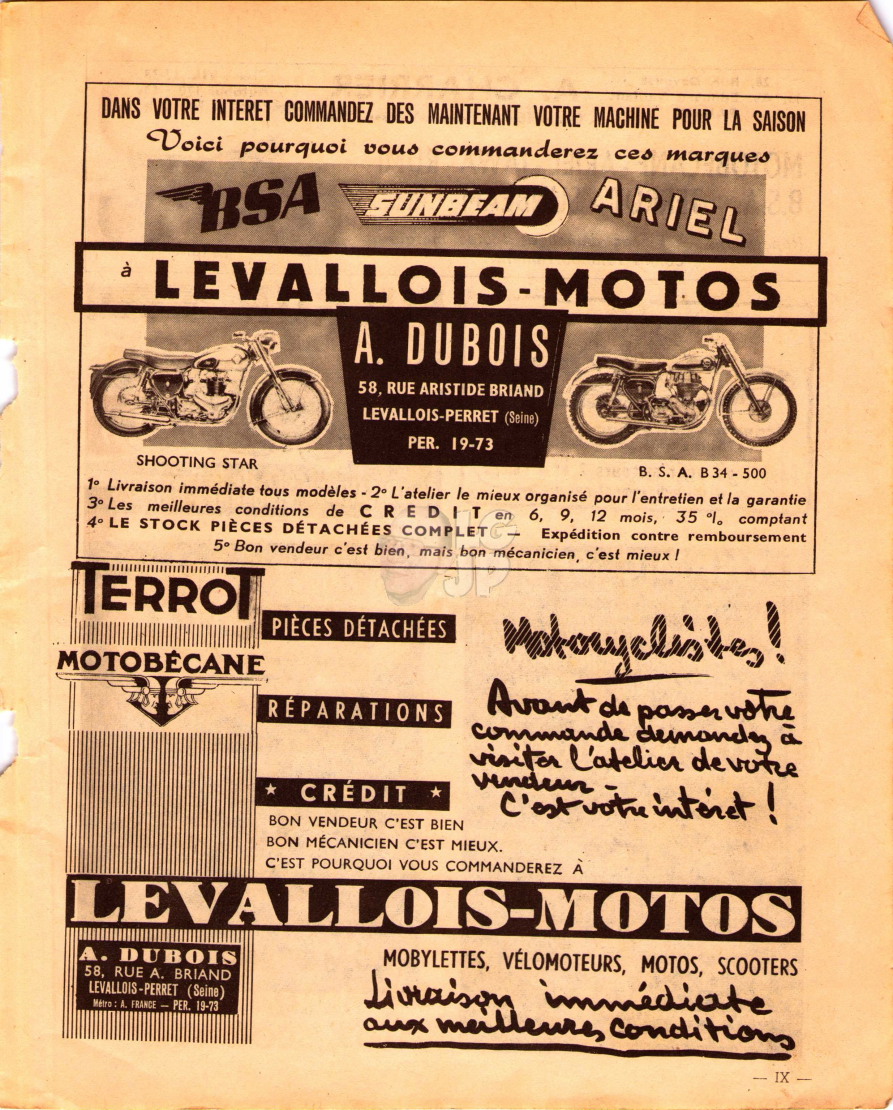 DANS VOTRE INTERET COMMANDEZ DES MAINTENANT VOTRE MACHINE POUR LA SAISON
Voici pourquoi vous commanderez ces marques
BSA SUNBEAM ARIEL
à LEVALLOIS-MOTOS
A. DUBOIS
58, RUE ARISTIDE BRIAND
LEVALLOIS-PERRET (Seine)
PER. 19-73
SHOOTING STAR
B. S. A. B 34 - 500
1° Livraison immédiate tous modèles - 2° L'atelier le mieux organisé pour l'entretien et la garantie
3° Les meilleures conditions de CREDIT en 6, 9, 12 mois, 35 % comptant
4° LE STOCK PIÈCES DÉTACHÉES COMPLET — Expédition contre remboursement
5° Bon vendeur c'est bien, mais bon mécanicien, c'est mieux !
JGJP
TERROT
MOTOBÉCANE
PIÈCES DÉTACHÉES
RÉPARATIONS
★ CRÉDIT ★
BON VENDEUR C'EST BIEN
BON MÉCANICIEN C'EST MIEUX.
C'EST POURQUOI VOUS COMMANDEREZ À
Motocyclistes !
Avant de passer votre
commande demandez à
visiter l'atelier de votre
vendeur -
C'est votre intéret !
LEVALLOIS-MOTOS
A. DUBOIS
58, RUE A. BRIAND
LEVALLOIS-PERRET (Seine)
Métro : A. FRANCE — PER. 19-73
MOBYLETTES, VÉLOMOTEURS, MOTOS, SCOOTERS
Livraison immédiate
aux meilleures conditions
— IX —